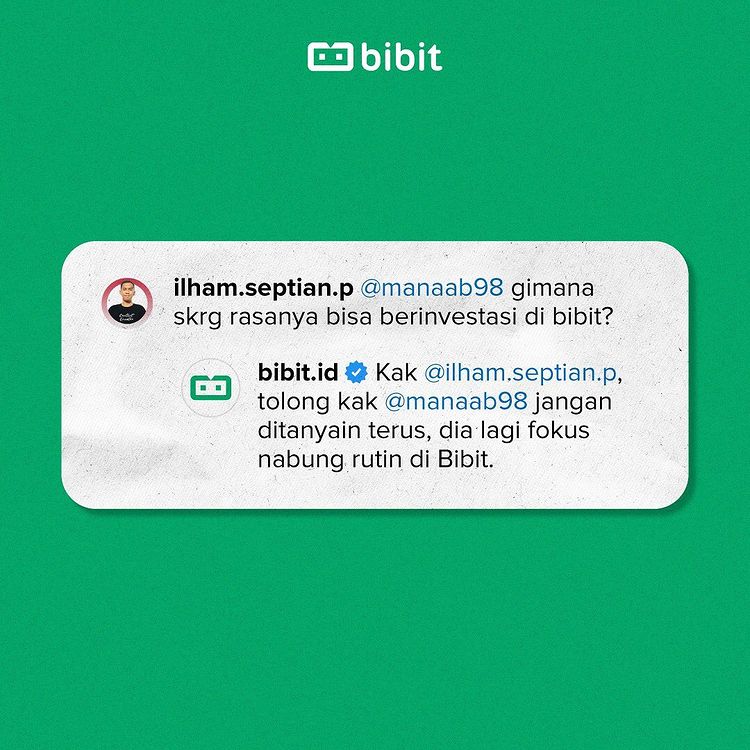 bibit
ilham.septian.p @manaab98 gimana
skrg rasanya bisa berinvestasi di bibit?
bibit.id Kak @ilham.septian.p,
tolong kak @manaab98 jangan
ditanyain terus, dia lagi fokus
nabung rutin di Bibit.